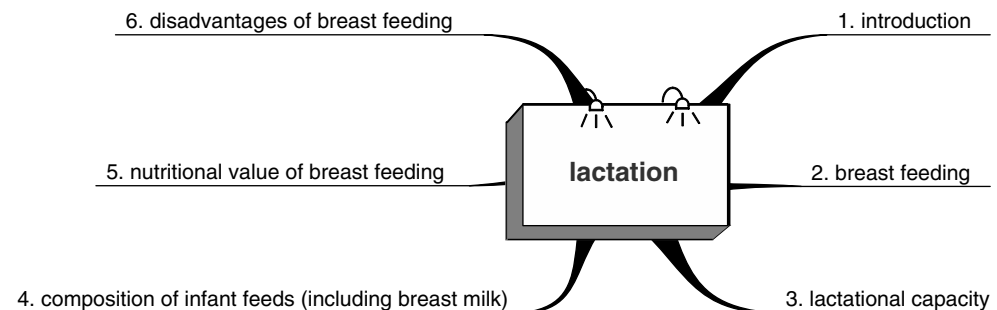 6. disadvantages of breast feeding
1. introduction
lactation
5. nutritional value of breast feeding
2. breast feeding
4. composition of infant feeds (including breast milk)
3. lactational capacity